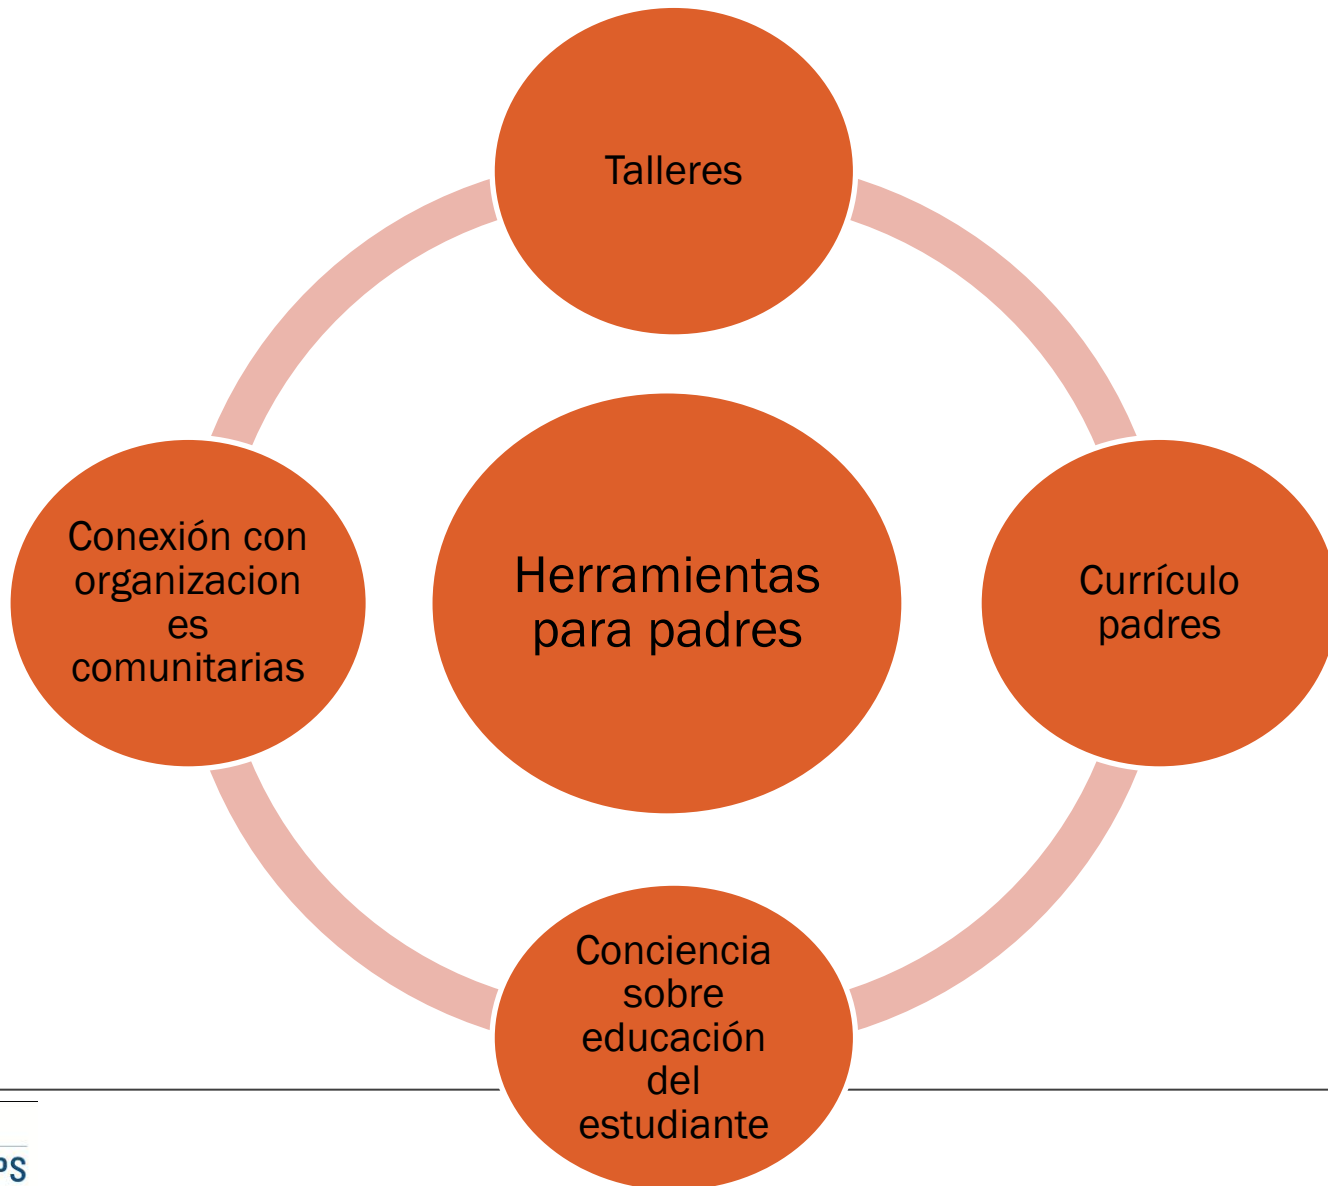 Talleres
Conexión con
organizacion
es
comunitarias
Herramientas
para padres
Currículo
padres
Conciencia
sobre
educación
del
estudiante
PS